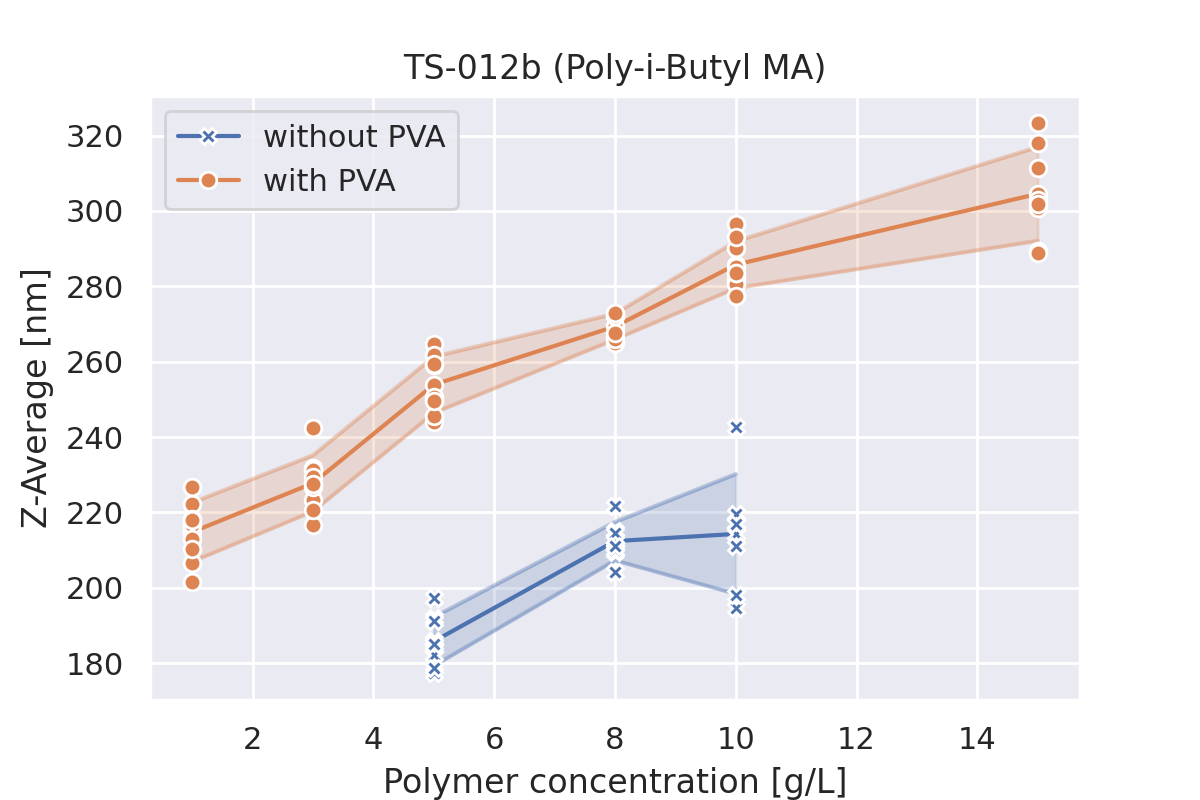 TS-012b (Poly-i-Butyl MA)
without PVA
with PVA
Z-Average [nm]
320
300
280
260
240
220
200
180
2 4 6 8 10 12 14
Polymer concentration [g/L]